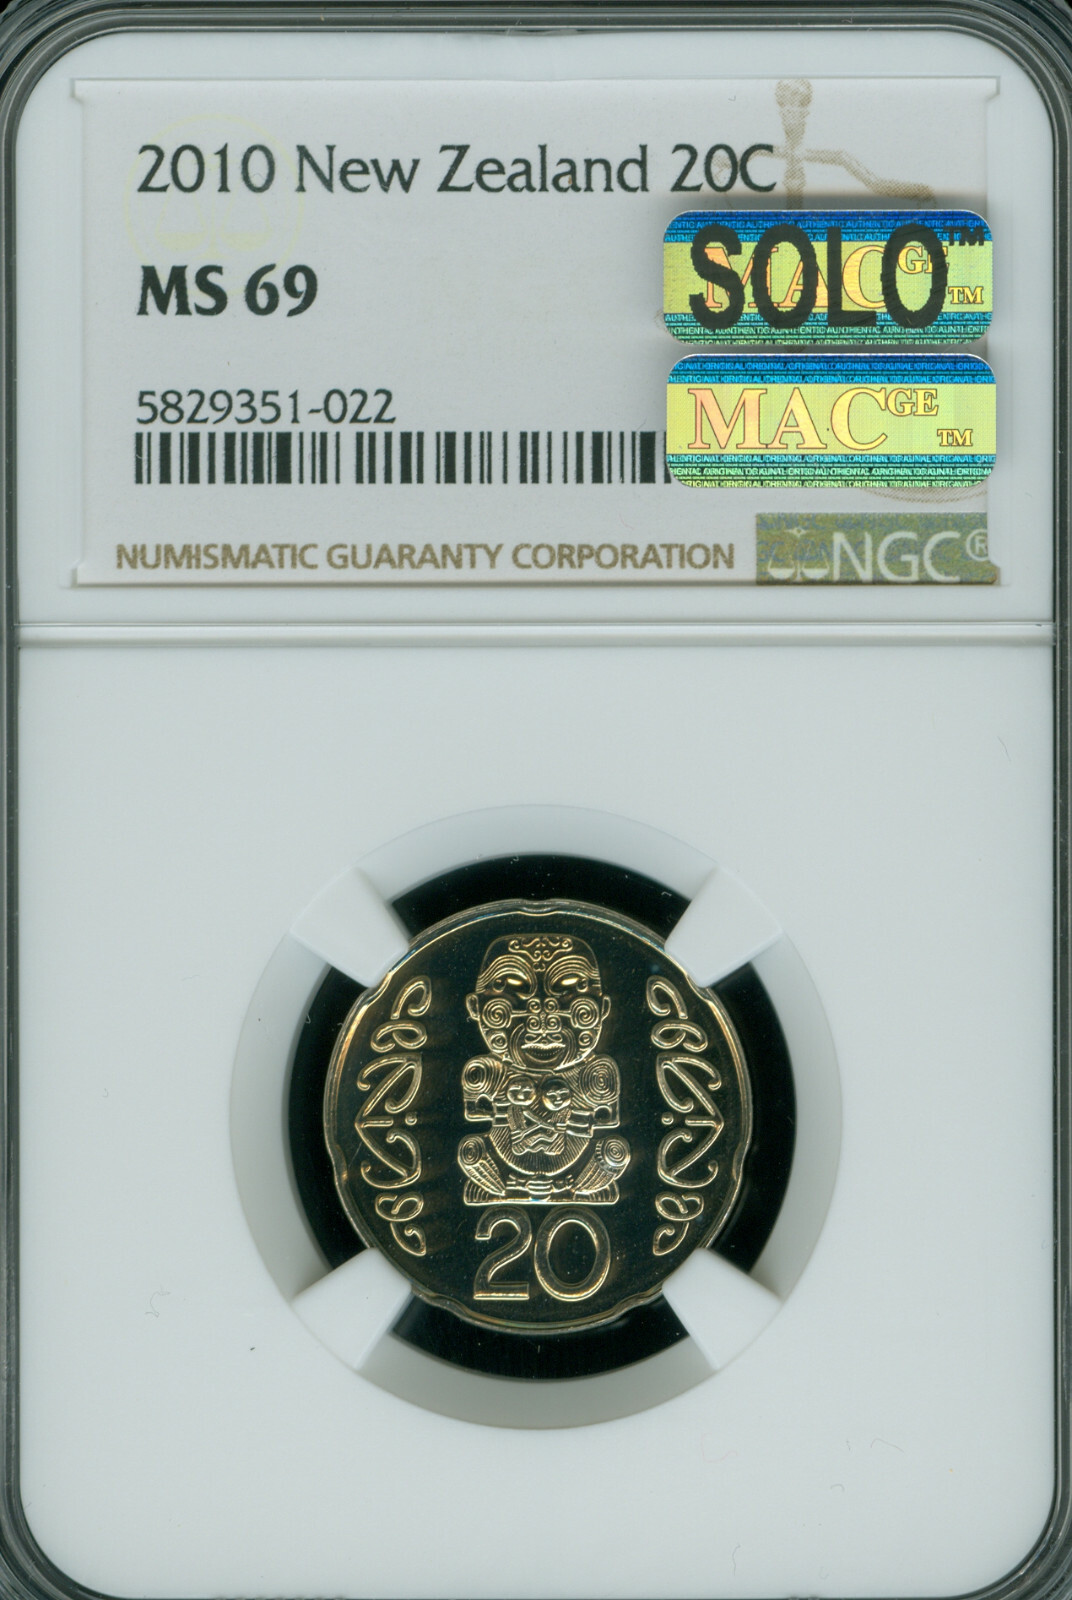 2010 New Zealand 20C
MS 69
5829351-022
SOLO™
MAC GE ™
MAC GE ™
NUMISMATIC GUARANTY CORPORATION
NGC®
20